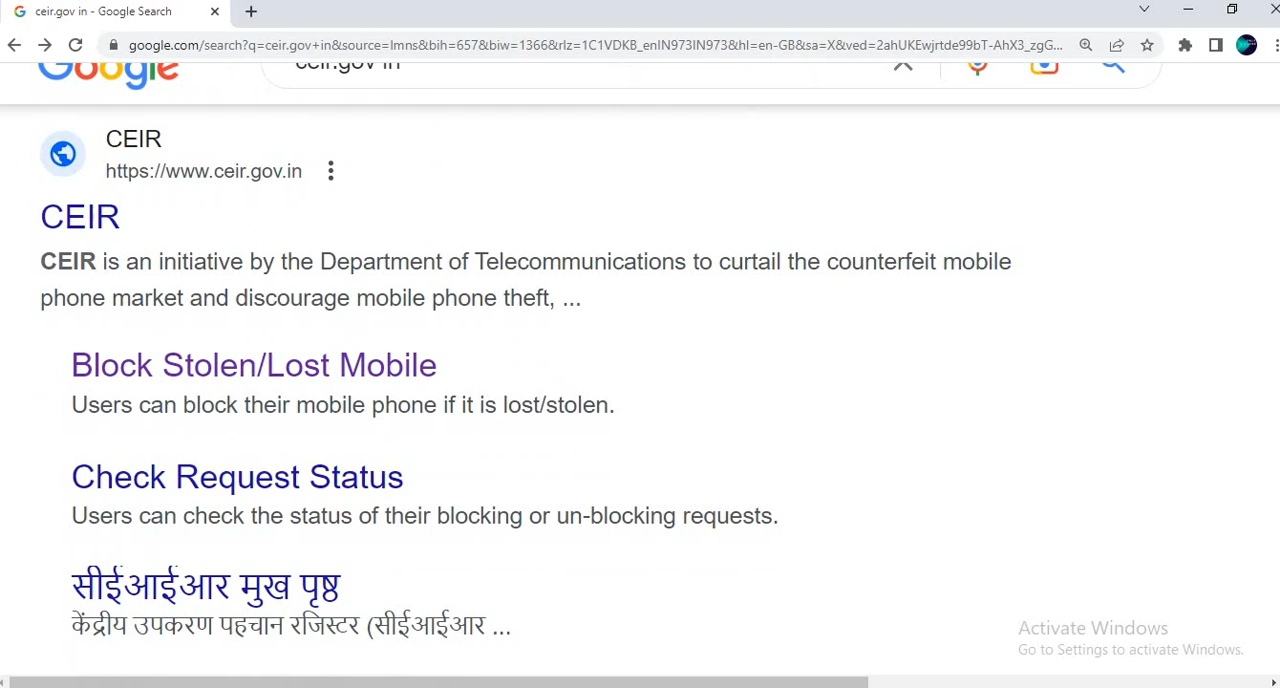 ceir.gov in - Google Search
google.com/search?q=ceir.gov+in&source=lmns&bih=657&biw=1366&rlz=1C1VDKB_enIN973IN973&hl=en-GB&sa=X&ved=2ahUKEwjrtde99bT-AhX3_zgG...
Google
ceir.gov in
CEIR
https://www.ceir.gov.in
CEIR
CEIR is an initiative by the Department of Telecommunications to curtail the counterfeit mobile
phone market and discourage mobile phone theft, ...
Block Stolen/Lost Mobile
Users can block their mobile phone if it is lost/stolen.
Check Request Status
Users can check the status of their blocking or un-blocking requests.
सीईआईआर मुख पृष्ठ
केंद्रीय उपकरण पहचान रजिस्टर (सीईआईआर ...
Activate Windows
Go to Settings to activate Windows.